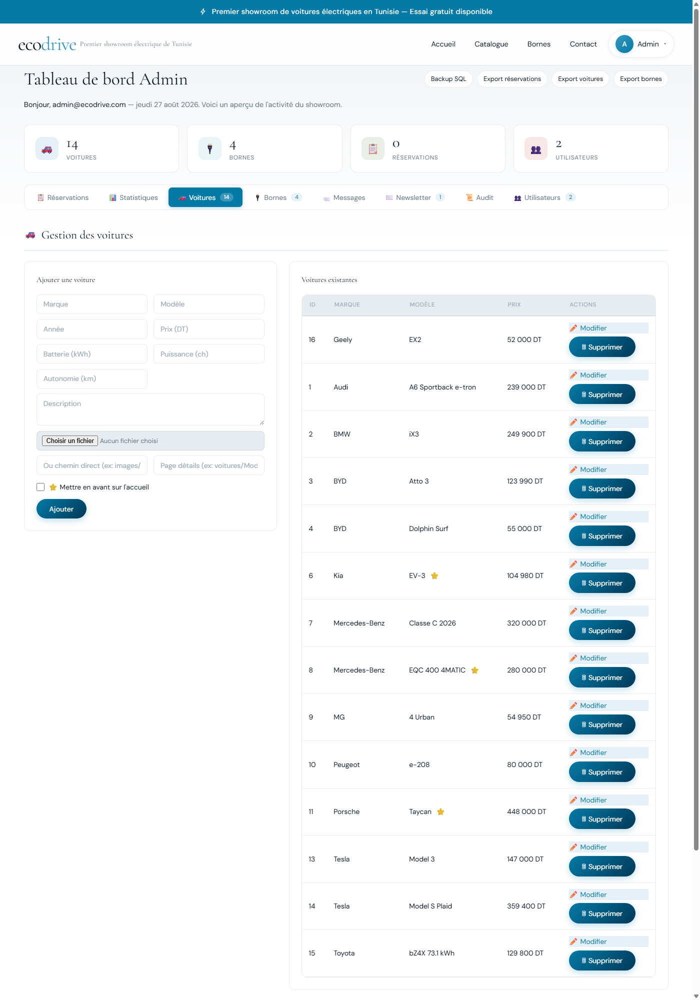 Premier showroom de voitures électriques en Tunisie — Essai gratuit disponible
ecodrive Premier showroom électrique de Tunisie
Accueil Catalogue Bornes Contact A Admin
Tableau de bord Admin
Backup SQL Export réservations Export voitures Export bornes
Bonjour, admin@ecodrive.com — jeudi 27 août 2026. Voici un aperçu de l'activité du showroom.
14
VOITURES
4
BORNES
0
RÉSERVATIONS
2
UTILISATEURS
Réservations Statistiques Voitures 14 Bornes 4 Messages Newsletter 1 Audit Utilisateurs 2
Gestion des voitures
Ajouter une voiture
Marque Modèle
Année Prix (DT)
Batterie (kWh) Puissance (ch)
Autonomie (km)
Description
Choisir un fichier Aucun fichier choisi
Ou chemin direct (ex: images/ Page détails (ex: voitures/Mod
Mettre en avant sur l'accueil
Ajouter
Voitures existantes
ID MARQUE MODÈLE PRIX ACTIONS
16 Geely EX2 52 000 DT Modifier
Supprimer
1 Audi A6 Sportback e-tron 239 000 DT Modifier
Supprimer
2 BMW iX3 249 900 DT Modifier
Supprimer
3 BYD Atto 3 123 990 DT Modifier
Supprimer
4 BYD Dolphin Surf 55 000 DT Modifier
Supprimer
6 Kia EV-3 104 980 DT Modifier
Supprimer
7 Mercedes-Benz Classe C 2026 320 000 DT Modifier
Supprimer
8 Mercedes-Benz EQC 400 4MATIC 280 000 DT Modifier
Supprimer
9 MG 4 Urban 54 950 DT Modifier
Supprimer
10 Peugeot e-208 80 000 DT Modifier
Supprimer
11 Porsche Taycan 448 000 DT Modifier
Supprimer
13 Tesla Model 3 147 000 DT Modifier
Supprimer
14 Tesla Model S Plaid 359 400 DT Modifier
Supprimer
15 Toyota bZ4X 73.1 kWh 129 800 DT Modifier
Supprimer